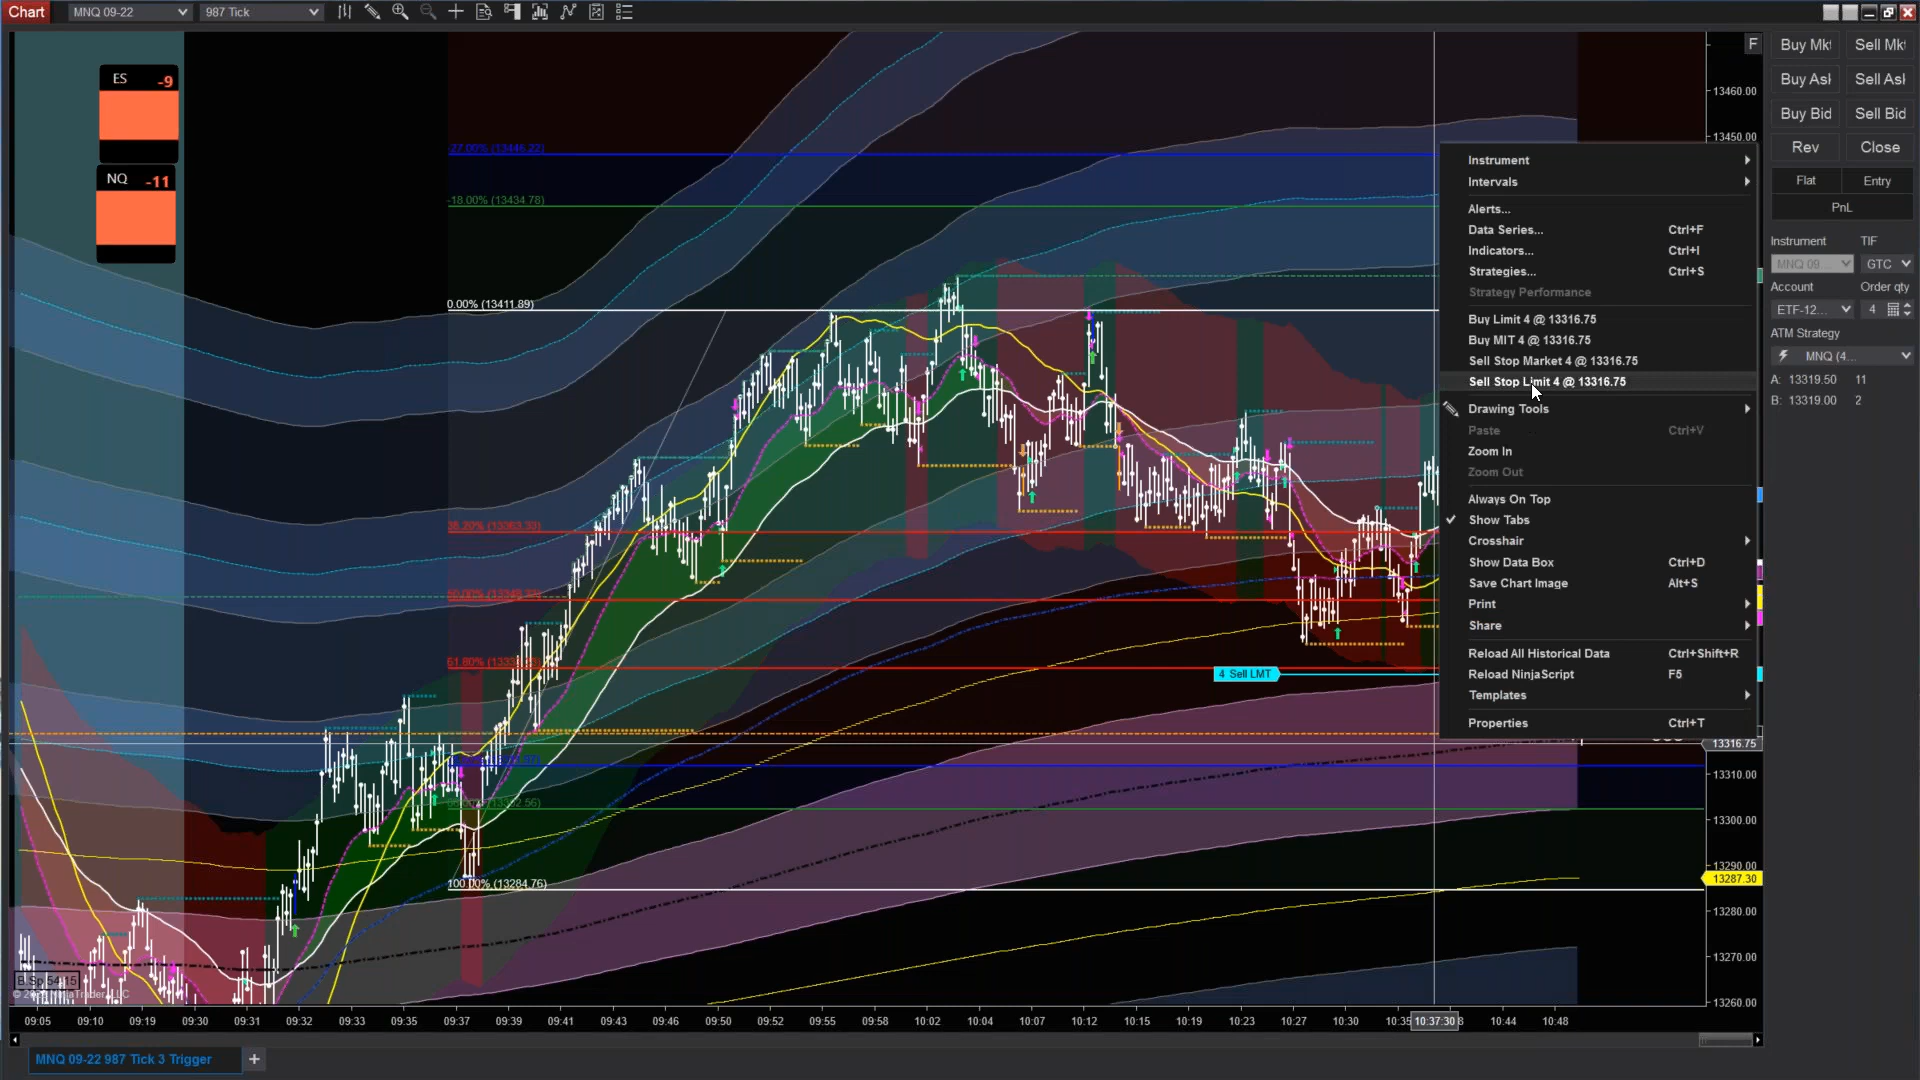 Chart
MNQ 09-22
987 Tick
F
ES -9
NQ -11
-27.00% (13446.22)
-18.00% (13434.78)
0.00% (13411.89)
38.20% (13363.33)
100.00% (13284.76)
4 Sell LMT
13460.00
13450.00
13316.75
13310.00
13300.00
13290.00
13287.30
13280.00
13270.00
13260.00
Instrument
Intervals
Alerts...
Data Series... Ctrl+F
Indicators... Ctrl+I
Strategies... Ctrl+S
Strategy Performance
Buy Limit 4 @ 13316.75
Buy MIT 4 @ 13316.75
Sell Stop Market 4 @ 13316.75
Sell Stop Limit 4 @ 13316.75
Drawing Tools
Paste Ctrl+V
Zoom In
Zoom Out
Always On Top
Show Tabs
Crosshair
Show Data Box Ctrl+D
Save Chart Image Alt+S
Print
Share
Reload All Historical Data Ctrl+Shift+R
Reload NinjaScript F5
Templates
Properties Ctrl+T
Buy Mkt Sell Mkt
Buy Ask Sell Ask
Buy Bid Sell Bid
Rev Close
Flat Entry
PnL
Instrument TIF
MNQ 09... GTC
Account Order qty
ETF-12... 4
ATM Strategy
MNQ (4...
A: 13319.50 11
B: 13319.00 2
B Sp 5415
09:05 09:10 09:19 09:30 09:31 09:32 09:33 09:35 09:37 09:39 09:41 09:43 09:46 09:50 09:52 09:55 09:58 10:02 10:04 10:07 10:12 10:15 10:19 10:23 10:27 10:30 10:35 10:37:30 10:44 10:48
MNQ 09-22 987 Tick 3 Trigger
+